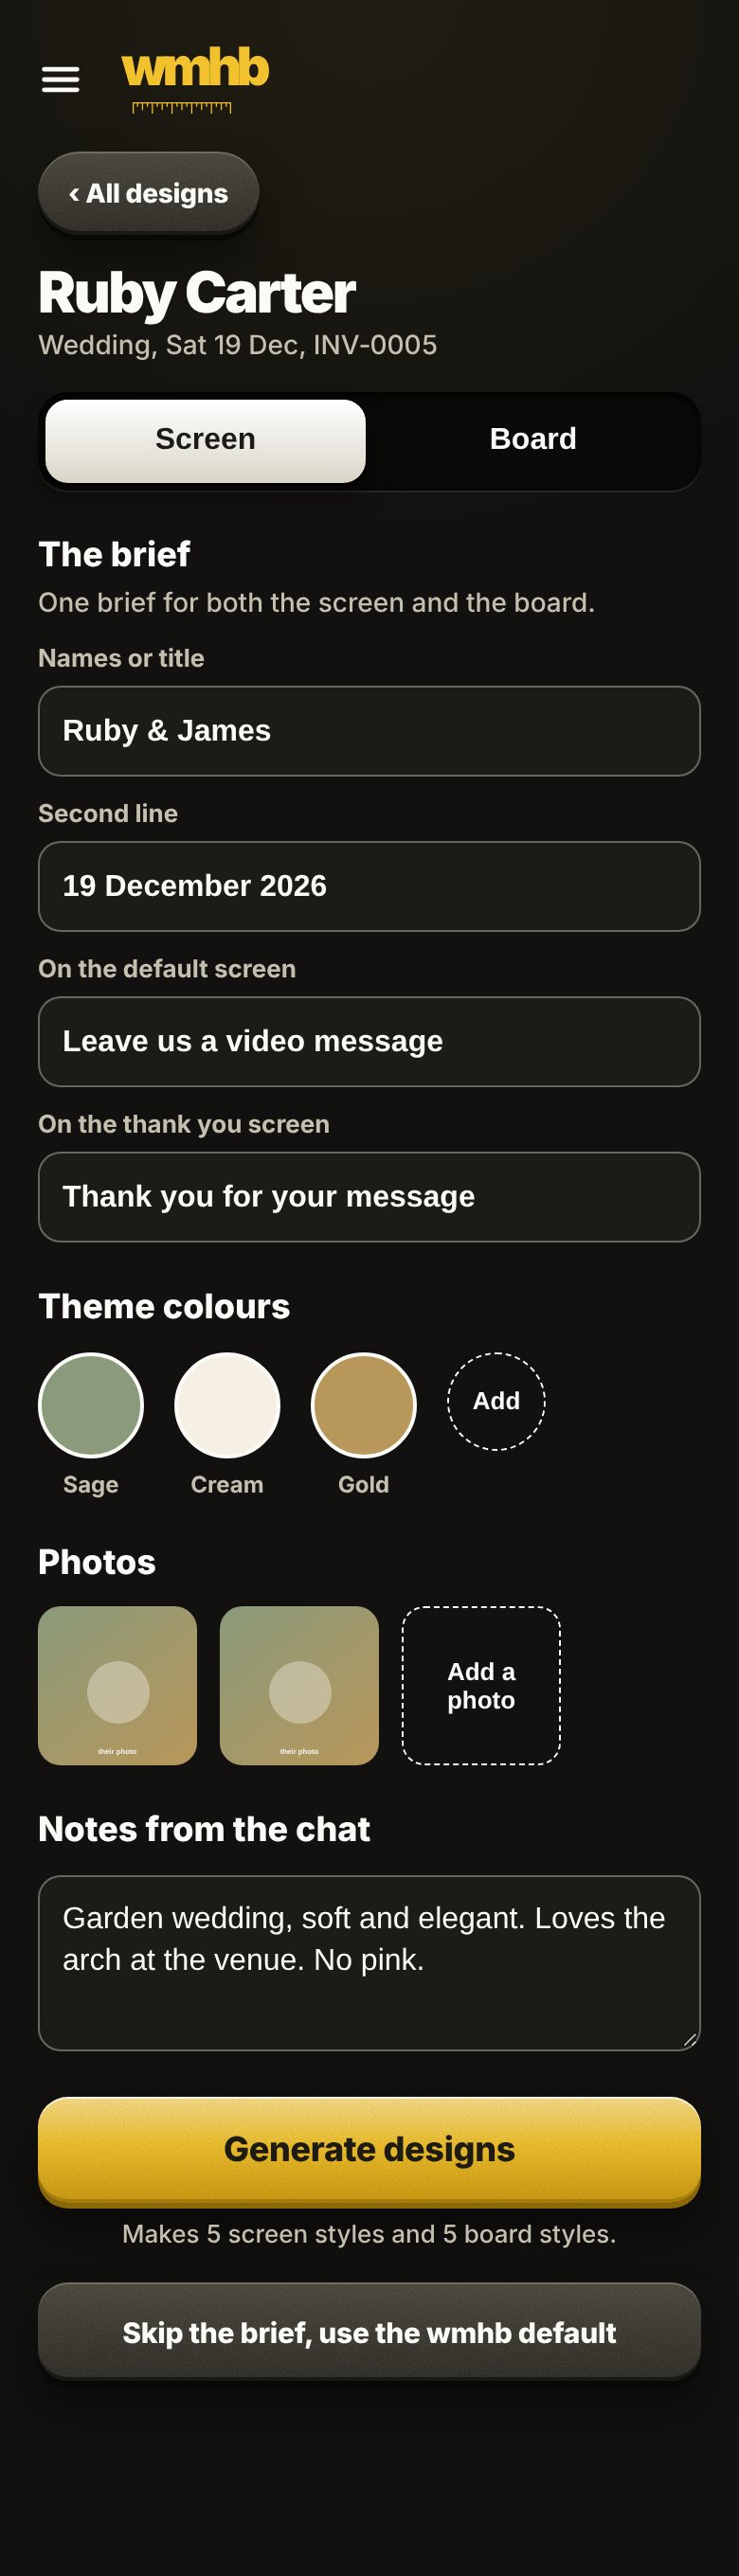 wmhb
‹ All designs
Ruby Carter
Wedding, Sat 19 Dec, INV-0005
Screen
Board
The brief
One brief for both the screen and the board.
Names or title
Ruby & James
Second line
19 December 2026
On the default screen
Leave us a video message
On the thank you screen
Thank you for your message
Theme colours
Add
Sage
Cream
Gold
Photos
their photo
their photo
Add a
photo
Notes from the chat
Garden wedding, soft and elegant. Loves the
arch at the venue. No pink.
Generate designs
Makes 5 screen styles and 5 board styles.
Skip the brief, use the wmhb default